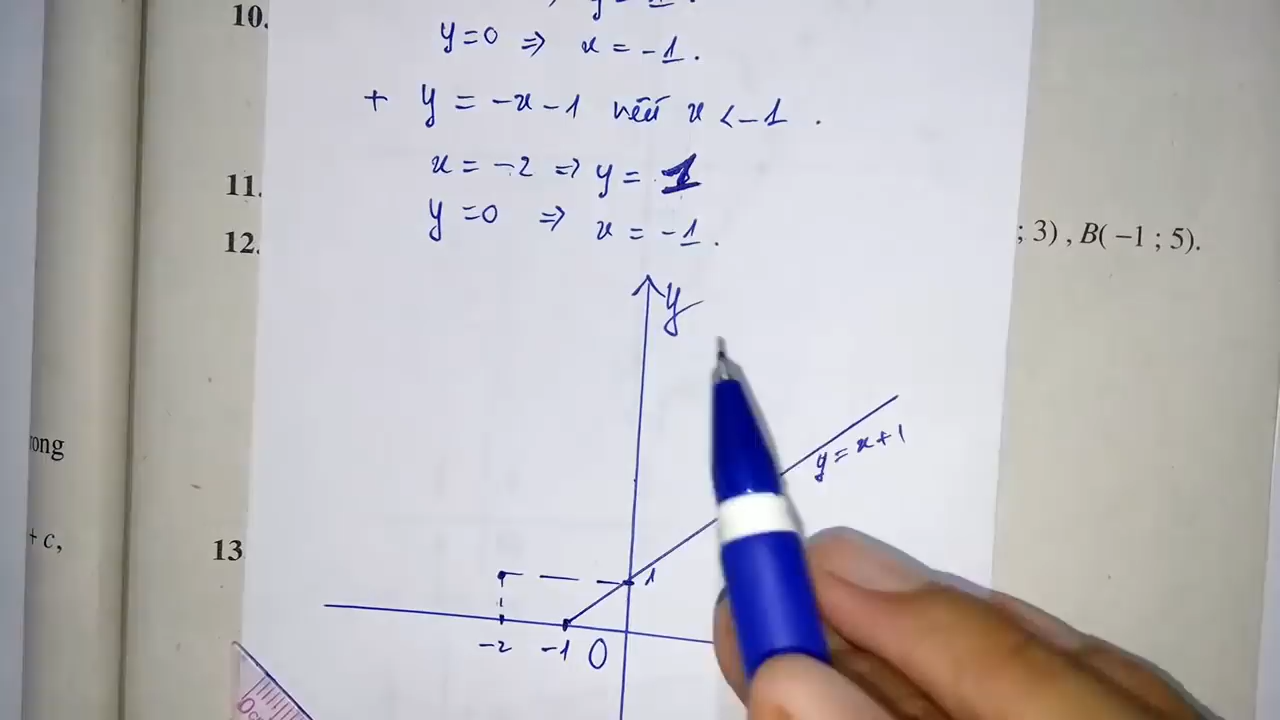 10.
y=0 ⇒ x = -1.
+ y = -x-1 nếu x < -1 .
11.
x = -2 ⇒ y = 1
12.
y=0 ⇒ x = -1.
; 3) , B( −1 ; 5).
y
y = x+1
rong
+ c,
13
1
-2 -1 O